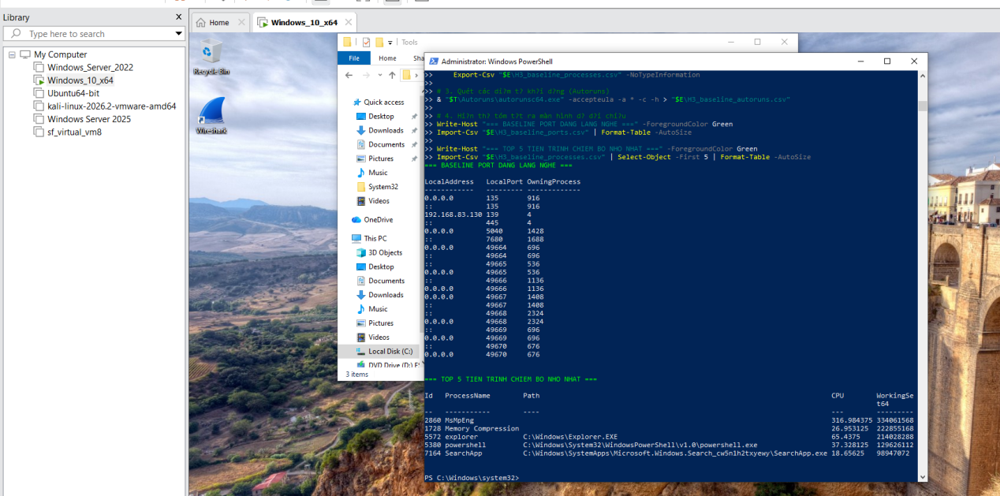 Library
X
Type here to search
My Computer
Windows_Server_2022
Windows_10_x64
Ubuntu64-bit
kali-linux-2026.2-vmware-amd64
Windows Server 2025
sf_virtual_vm8
Home
Windows_10_x64
Recycle Bin
Wireshark
Tools
File Home Sha
Quick access
Desktop
Downloads
Documents
Pictures
Music
System32
Videos
OneDrive
This PC
3D Objects
Desktop
Documents
Downloads
Music
Pictures
Videos
Local Disk (C:)
DVD Drive (D:) E
3 items
Administrator: Windows PowerShell
>>     Export-Csv "$E\H3_baseline_processes.csv" -NoTypeInformation
>>
>> # 3. Quét các di?m t? kh?i d?ng (Autoruns)
>> & "$T\Autoruns\autorunsc64.exe" -accepteula -a * -c -h > "$E\H3_baseline_autoruns.csv"
>>
>> # 4. Hi?n th? tóm t?t ra màn hình d? d?i chi?u
>> Write-Host "=== BASELINE PORT DANG LANG NGHE ===" -ForegroundColor Green
>> Import-Csv "$E\H3_baseline_ports.csv" | Format-Table -AutoSize
>>
>> Write-Host "=== TOP 5 TIEN TRINH CHIEM BO NHO NHAT ===" -ForegroundColor Green
>> Import-Csv "$E\H3_baseline_processes.csv" | Select-Object -First 5 | Format-Table -AutoSize
=== BASELINE PORT DANG LANG NGHE ===
LocalAddress   LocalPort OwningProcess
------------   --------- -------------
0.0.0.0        135       916
::             135       916
192.168.83.130 139       4
::             445       4
0.0.0.0        5040      1428
::             7680      1688
0.0.0.0        49664     696
::             49664     696
::             49665     536
0.0.0.0        49665     536
::             49666     1136
0.0.0.0        49666     1136
0.0.0.0        49667     1408
::             49667     1408
::             49668     2324
0.0.0.0        49668     2324
::             49669     696
0.0.0.0        49669     696
::             49670     676
0.0.0.0        49670     676
=== TOP 5 TIEN TRINH CHIEM BO NHO NHAT ===
Id   ProcessName        Path   CPU   WorkingSe
t64
--   -----------        ----   ---   ---------
2860 MsMpEng   316.984375 334061568
1728 Memory Compression   26.953125 222855168
5572 explorer   C:\Windows\Explorer.EXE   65.4375 214028288
5380 powershell   C:\Windows\System32\WindowsPowerShell\v1.0\powershell.exe   37.328125 129626112
7164 SearchApp   C:\Windows\SystemApps\Microsoft.Windows.Search_cw5n1h2txyewy\SearchApp.exe 18.65625 98947072
PS C:\Windows\system32>